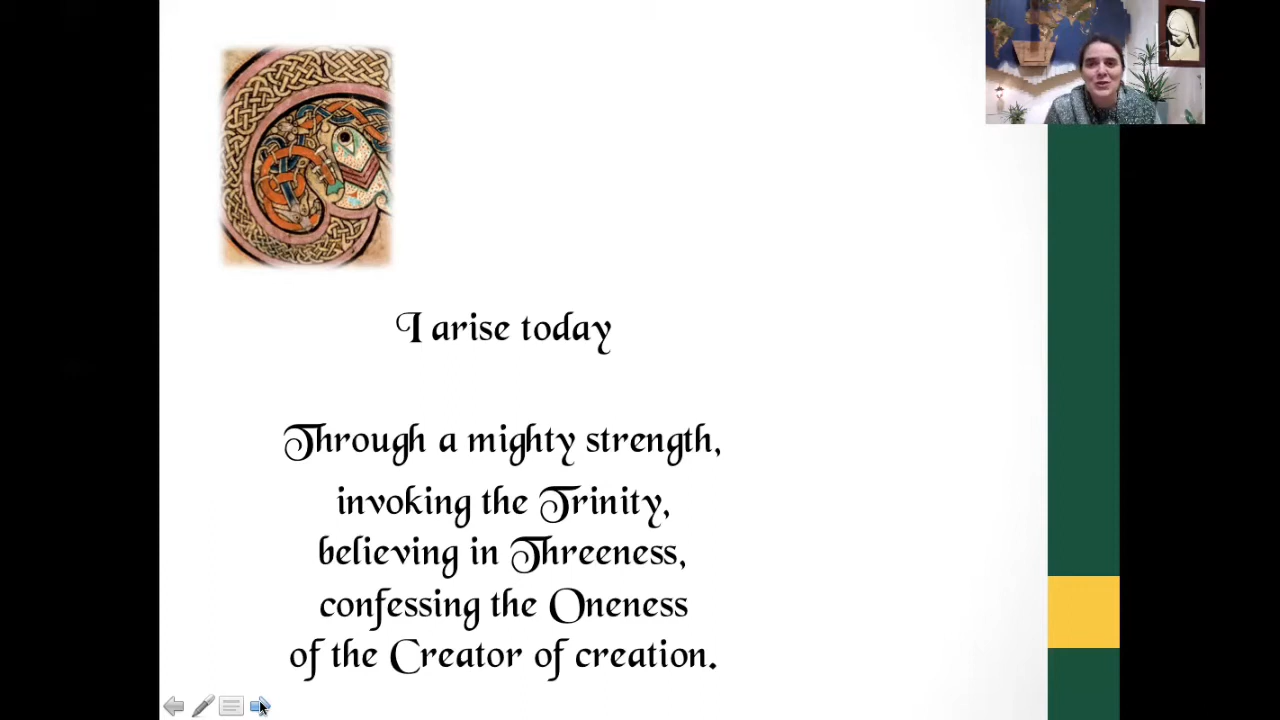 I arise today
Through a mighty strength,
invoking the Trinity,
believing in Threeness,
confessing the Oneness
of the Creator of creation.